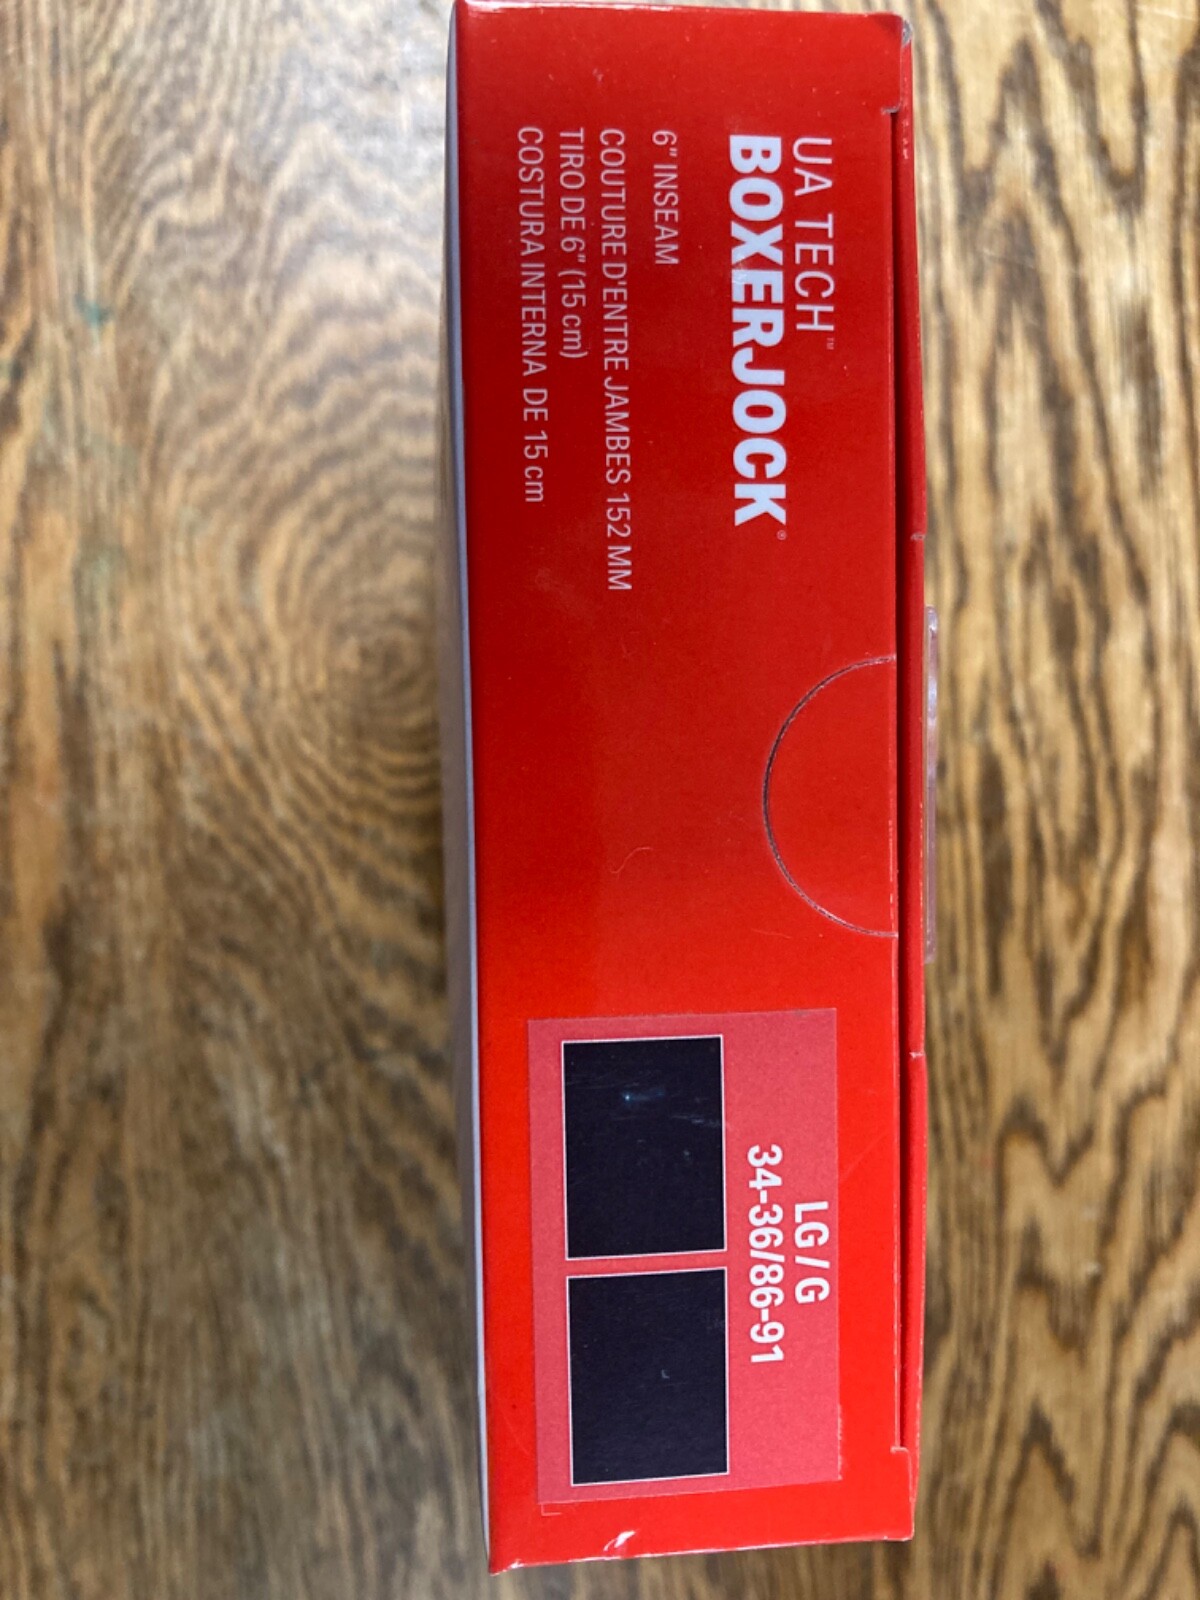 UA TECH™
BOXERJOCK®
6" INSEAM
COUTURE D'ENTRE JAMBES 152 MM
TIRO DE 6" (15 cm)
COSTURA INTERNA DE 15 cm
LG / G
34-36/86-91